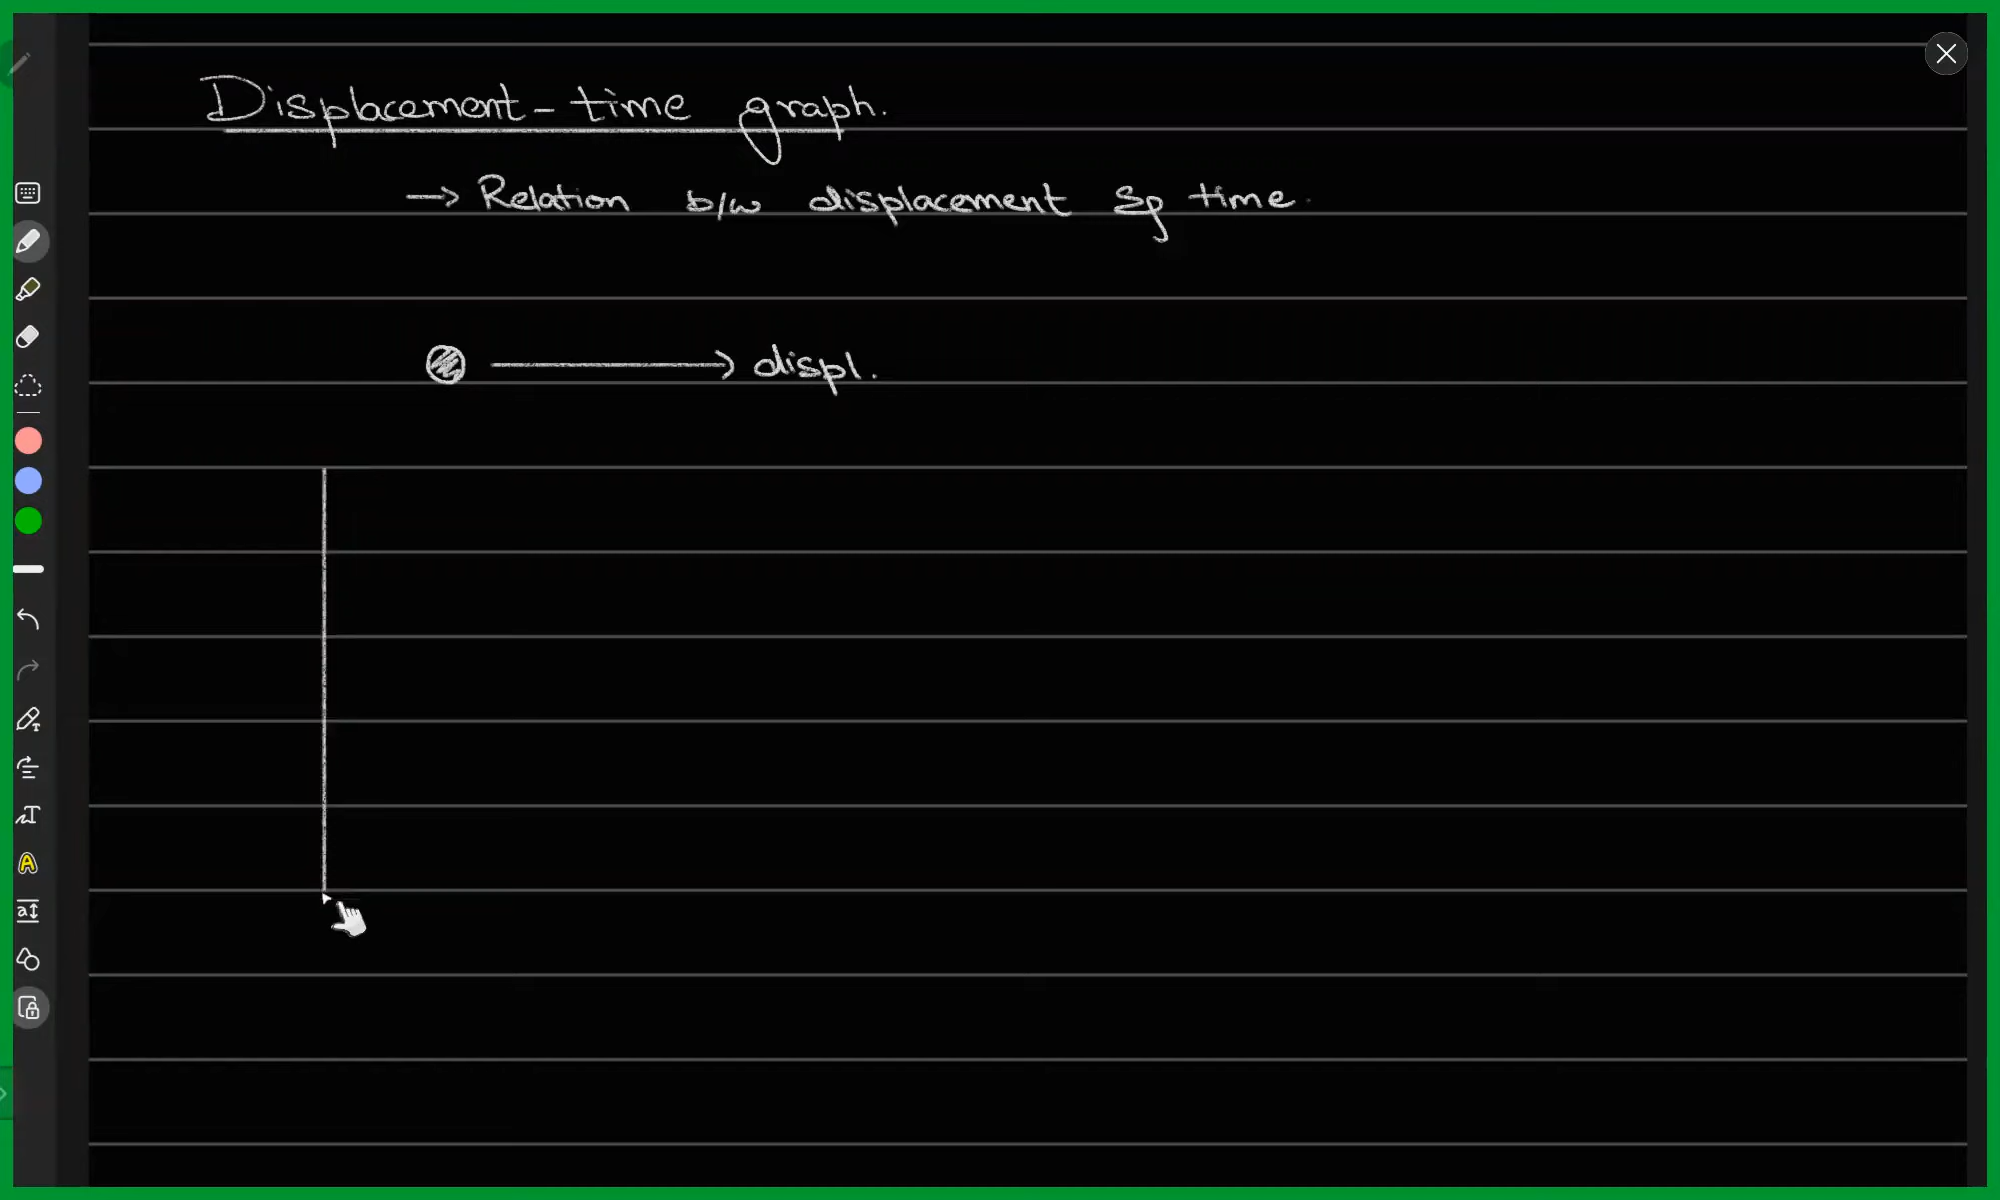 Displacement-time graph.
→ Relation b/w displacement & time.
→ displ.